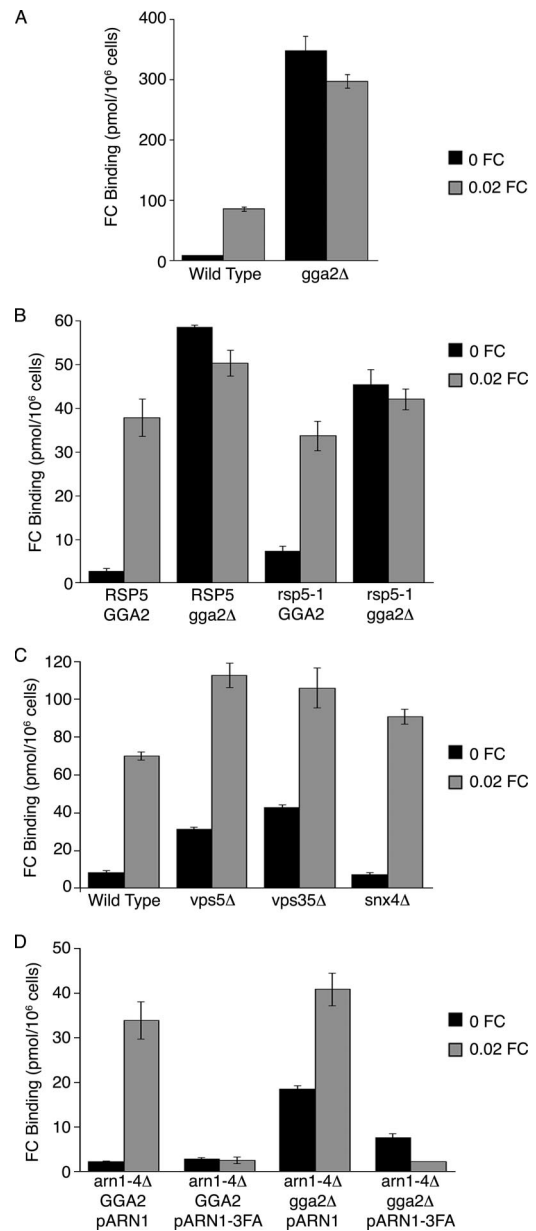 A
FC Binding (pmol/10⁶ cells)
400
300
200
100
0
Wild Type
gga2Δ
0 FC
0.02 FC
B
FC Binding (pmol/10⁶ cells)
60
50
40
30
20
10
0
RSP5
GGA2
RSP5
gga2Δ
rsp5-1
GGA2
rsp5-1
gga2Δ
0 FC
0.02 FC
C
FC Binding (pmol/10⁶ cells)
120
100
80
60
40
20
0
Wild Type
vps5Δ
vps35Δ
snx4Δ
0 FC
0.02 FC
D
FC Binding (pmol/10⁶ cells)
50
40
30
20
10
0
arn1-4Δ
GGA2
pARN1
arn1-4Δ
GGA2
pARN1-3FA
arn1-4Δ
gga2Δ
pARN1
arn1-4Δ
gga2Δ
pARN1-3FA
0 FC
0.02 FC